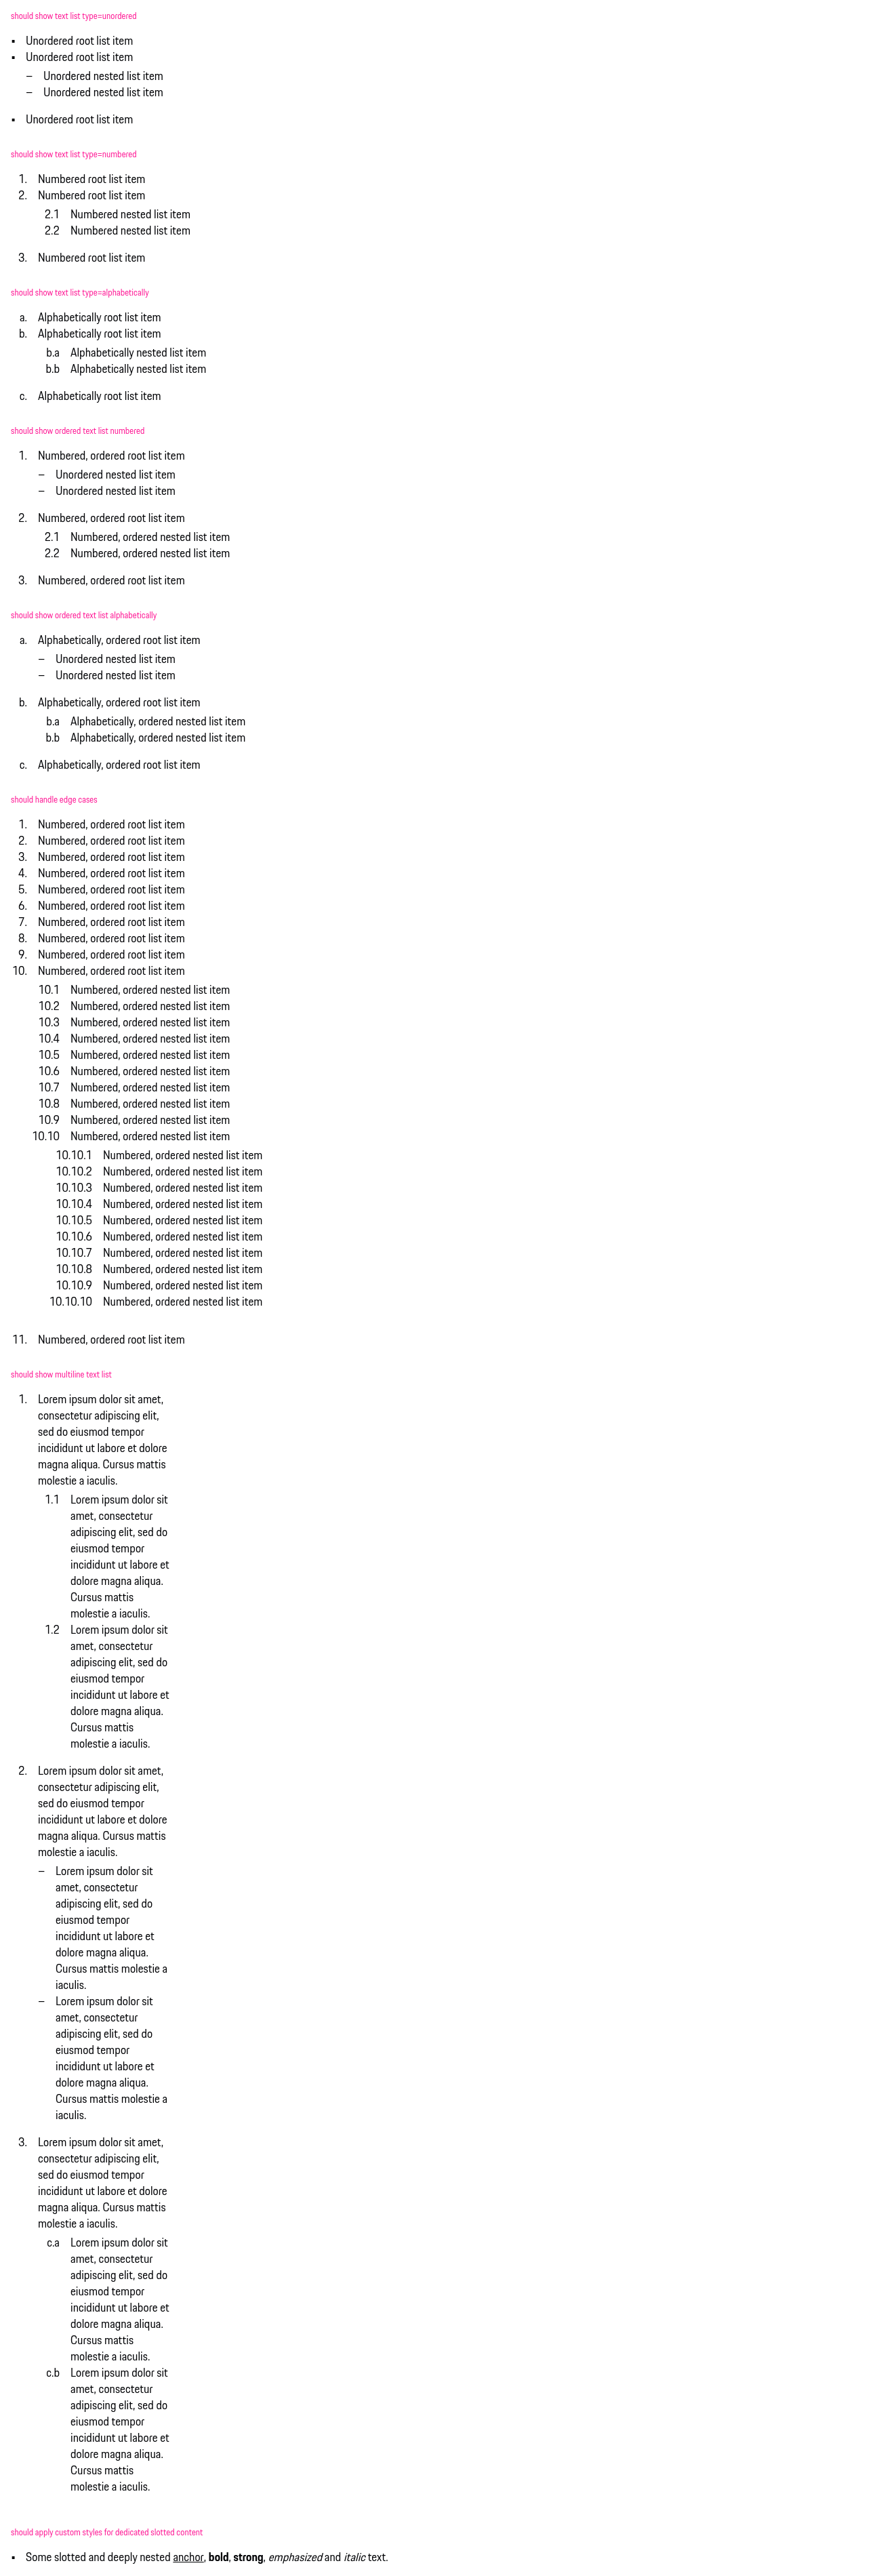 should show text list type=unordered
▪ Unordered root list item
▪ Unordered root list item
– Unordered nested list item
– Unordered nested list item
▪ Unordered root list item
should show text list type=numbered
1. Numbered root list item
2. Numbered root list item
2.1 Numbered nested list item
2.2 Numbered nested list item
3. Numbered root list item
should show text list type=alphabetically
a. Alphabetically root list item
b. Alphabetically root list item
b.a Alphabetically nested list item
b.b Alphabetically nested list item
c. Alphabetically root list item
should show ordered text list numbered
1. Numbered, ordered root list item
– Unordered nested list item
– Unordered nested list item
2. Numbered, ordered root list item
2.1 Numbered, ordered nested list item
2.2 Numbered, ordered nested list item
3. Numbered, ordered root list item
should show ordered text list alphabetically
a. Alphabetically, ordered root list item
– Unordered nested list item
– Unordered nested list item
b. Alphabetically, ordered root list item
b.a Alphabetically, ordered nested list item
b.b Alphabetically, ordered nested list item
c. Alphabetically, ordered root list item
should handle edge cases
1. Numbered, ordered root list item
2. Numbered, ordered root list item
3. Numbered, ordered root list item
4. Numbered, ordered root list item
5. Numbered, ordered root list item
6. Numbered, ordered root list item
7. Numbered, ordered root list item
8. Numbered, ordered root list item
9. Numbered, ordered root list item
10. Numbered, ordered root list item
10.1 Numbered, ordered nested list item
10.2 Numbered, ordered nested list item
10.3 Numbered, ordered nested list item
10.4 Numbered, ordered nested list item
10.5 Numbered, ordered nested list item
10.6 Numbered, ordered nested list item
10.7 Numbered, ordered nested list item
10.8 Numbered, ordered nested list item
10.9 Numbered, ordered nested list item
10.10 Numbered, ordered nested list item
10.10.1 Numbered, ordered nested list item
10.10.2 Numbered, ordered nested list item
10.10.3 Numbered, ordered nested list item
10.10.4 Numbered, ordered nested list item
10.10.5 Numbered, ordered nested list item
10.10.6 Numbered, ordered nested list item
10.10.7 Numbered, ordered nested list item
10.10.8 Numbered, ordered nested list item
10.10.9 Numbered, ordered nested list item
10.10.10 Numbered, ordered nested list item
11. Numbered, ordered root list item
should show multiline text list
1. Lorem ipsum dolor sit amet,
consectetur adipiscing elit,
sed do eiusmod tempor
incididunt ut labore et dolore
magna aliqua. Cursus mattis
molestie a iaculis.
1.1 Lorem ipsum dolor sit
amet, consectetur
adipiscing elit, sed do
eiusmod tempor
incididunt ut labore et
dolore magna aliqua.
Cursus mattis
molestie a iaculis.
1.2 Lorem ipsum dolor sit
amet, consectetur
adipiscing elit, sed do
eiusmod tempor
incididunt ut labore et
dolore magna aliqua.
Cursus mattis
molestie a iaculis.
2. Lorem ipsum dolor sit amet,
consectetur adipiscing elit,
sed do eiusmod tempor
incididunt ut labore et dolore
magna aliqua. Cursus mattis
molestie a iaculis.
– Lorem ipsum dolor sit
amet, consectetur
adipiscing elit, sed do
eiusmod tempor
incididunt ut labore et
dolore magna aliqua.
Cursus mattis molestie a
iaculis.
– Lorem ipsum dolor sit
amet, consectetur
adipiscing elit, sed do
eiusmod tempor
incididunt ut labore et
dolore magna aliqua.
Cursus mattis molestie a
iaculis.
3. Lorem ipsum dolor sit amet,
consectetur adipiscing elit,
sed do eiusmod tempor
incididunt ut labore et dolore
magna aliqua. Cursus mattis
molestie a iaculis.
c.a Lorem ipsum dolor sit
amet, consectetur
adipiscing elit, sed do
eiusmod tempor
incididunt ut labore et
dolore magna aliqua.
Cursus mattis
molestie a iaculis.
c.b Lorem ipsum dolor sit
amet, consectetur
adipiscing elit, sed do
eiusmod tempor
incididunt ut labore et
dolore magna aliqua.
Cursus mattis
molestie a iaculis.
should apply custom styles for dedicated slotted content
▪ Some slotted and deeply nested anchor, bold, strong, emphasized and italic text.